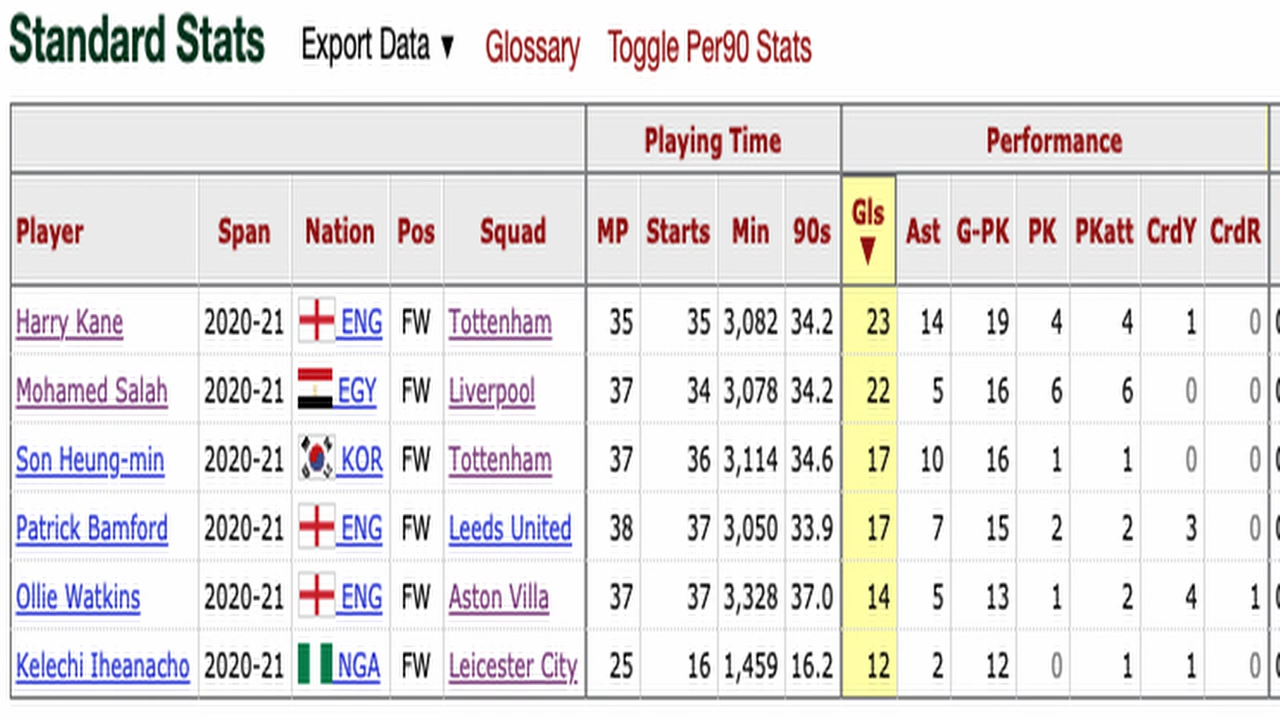 Standard Stats Export Data ▼ Glossary Toggle Per90 Stats
Playing Time Performance
Player Span Nation Pos Squad MP Starts Min 90s Gls ▼ Ast G-PK PK PKatt CrdY CrdR
Harry Kane 2020-21 ENG FW Tottenham 35 35 3,082 34.2 23 14 19 4 4 1 0
Mohamed Salah 2020-21 EGY FW Liverpool 37 34 3,078 34.2 22 5 16 6 6 0 0
Son Heung-min 2020-21 KOR FW Tottenham 37 36 3,114 34.6 17 10 16 1 1 0 0
Patrick Bamford 2020-21 ENG FW Leeds United 38 37 3,050 33.9 17 7 15 2 2 3 0
Ollie Watkins 2020-21 ENG FW Aston Villa 37 37 3,328 37.0 14 5 13 1 2 4 1
Kelechi Iheanacho 2020-21 NGA FW Leicester City 25 16 1,459 16.2 12 2 12 0 1 1 0